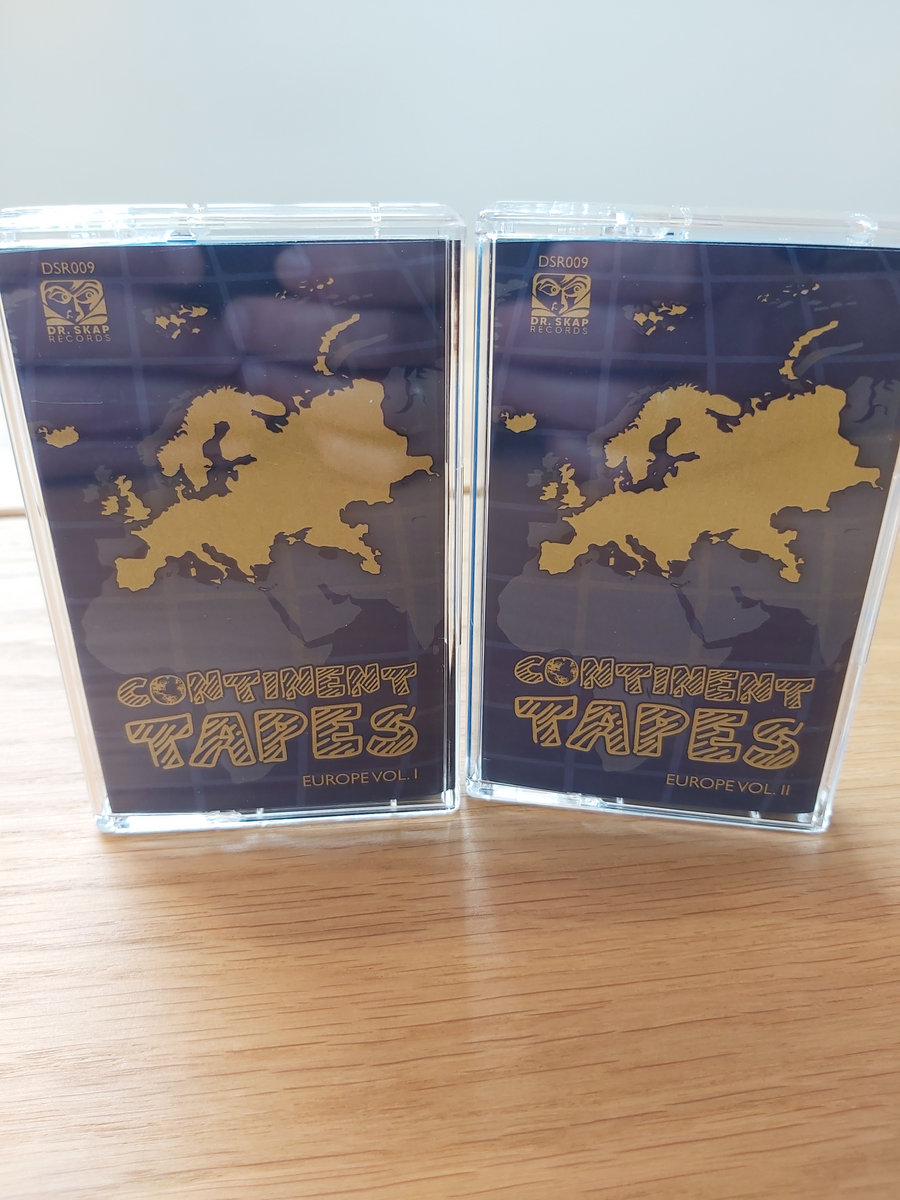 DSR009
DR. SKAP
RECORDS
CONTINENT
TAPES
EUROPE VOL. I
DSR009
DR. SKAP
RECORDS
CONTINENT
TAPES
EUROPE VOL. II